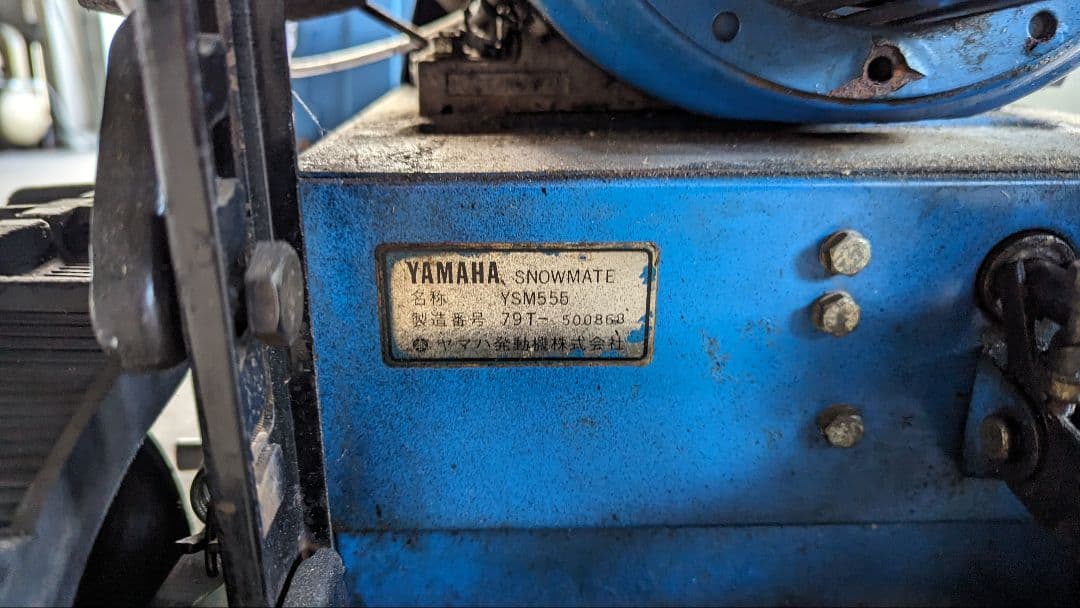 YAMAHA SNOWMATE
名称 YSM555
製造番号 79T-500868
ヤマハ発動機株式会社